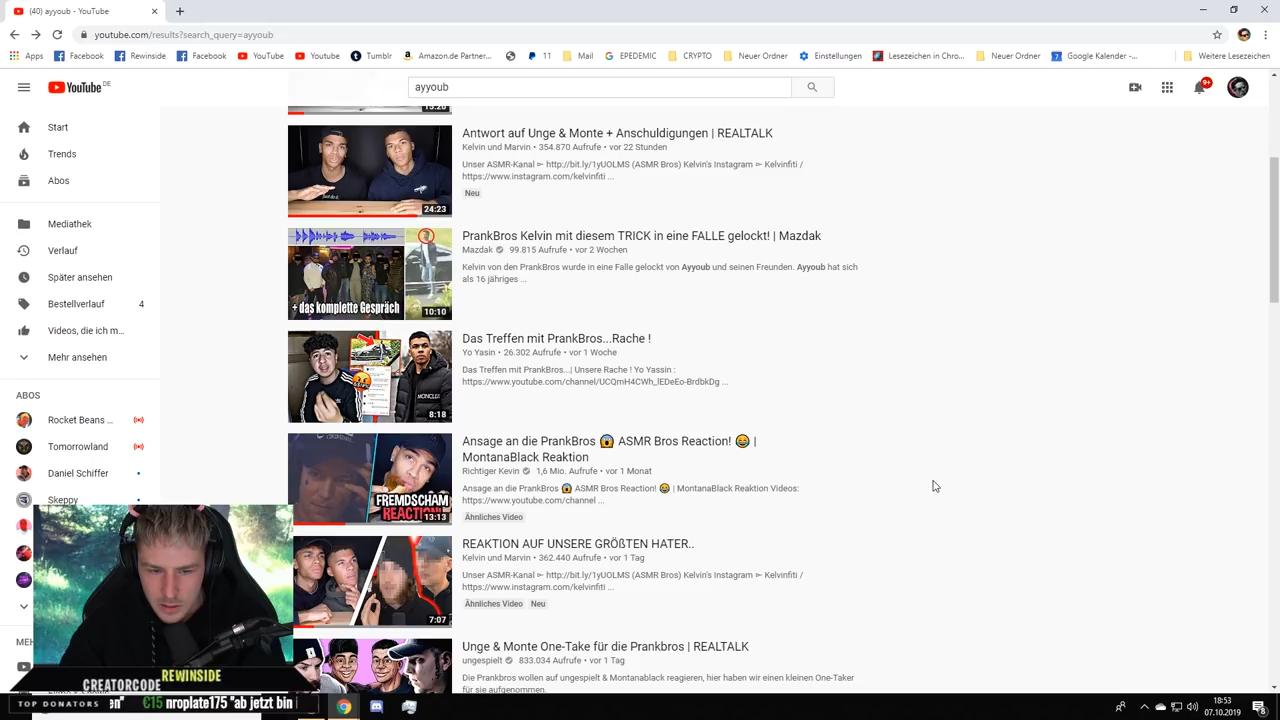 (40) ayyoub - YouTube
youtube.com/results?search_query=ayyoub
Apps
Facebook
Rewinside
Facebook
YouTube
Youtube
Tumblr
Amazon.de Partner...
11
Mail
EPEDEMIC
CRYPTO
Neuer Ordner
Einstellungen
Lesezeichen in Chro...
Neuer Ordner
Google Kalender -...
Weitere Lesezeichen
YouTube DE
ayyoub
9+
Start
Trends
Abos
Mediathek
Verlauf
Später ansehen
Bestellverlauf 4
Videos, die ich m...
Mehr ansehen
ABOS
Rocket Beans ...
Tomorrowland
Daniel Schiffer
Skeppy
MEH
15:20
Antwort auf Unge & Monte + Anschuldigungen | REALTALK
Kelvin und Marvin • 354.870 Aufrufe • vor 22 Stunden
Unser ASMR-Kanal ► http://bit.ly/1yUOLMS (ASMR Bros) Kelvin's Instagram ► Kelvinfiti /
https://www.instagram.com/kelvinfiti ...
Neu
24:23
PrankBros Kelvin mit diesem TRICK in eine FALLE gelockt! | Mazdak
Mazdak 99.815 Aufrufe • vor 2 Wochen
Kelvin von den PrankBros wurde in eine Falle gelockt von Ayyoub und seinen Freunden. Ayyoub hat sich
als 16 jähriges ...
+ das komplette Gespräch
10:10
Das Treffen mit PrankBros...Rache !
Yo Yasin • 26.302 Aufrufe • vor 1 Woche
Das Treffen mit PrankBros...| Unsere Rache ! Yo Yassin :
https://www.youtube.com/channel/UCQmH4CWh_lEDeEo-BrdbkDg ...
MONCLER
8:18
Ansage an die PrankBros 😱 ASMR Bros Reaction! 😂 |
MontanaBlack Reaktion
Richtiger Kevin 1,6 Mio. Aufrufe • vor 1 Monat
Ansage an die PrankBros 😱 ASMR Bros Reaction! 😂 | MontanaBlack Reaktion Videos:
https://www.youtube.com/channel ...
Ähnliches Video
FREMDSCHAM
REACTION!
13:13
REAKTION AUF UNSERE GRÖßTEN HATER..
Kelvin und Marvin • 362.440 Aufrufe • vor 1 Tag
Unser ASMR-Kanal ► http://bit.ly/1yUOLMS (ASMR Bros) Kelvin's Instagram ► Kelvinfiti /
https://www.instagram.com/kelvinfiti ...
Ähnliches Video Neu
7:07
Unge & Monte One-Take für die Prankbros | REALTALK
ungespielt 833.034 Aufrufe • vor 1 Tag
Die Prankbros wollen auf ungespielt & Montanablack reagieren, hier haben wir einen kleinen One-Taker
für sie aufgenommen.
CREATORCODE REWINSIDE
TOP DONATORS en" €15 nroplate175 "ab jetzt bin
18:53
07.10.2019
8